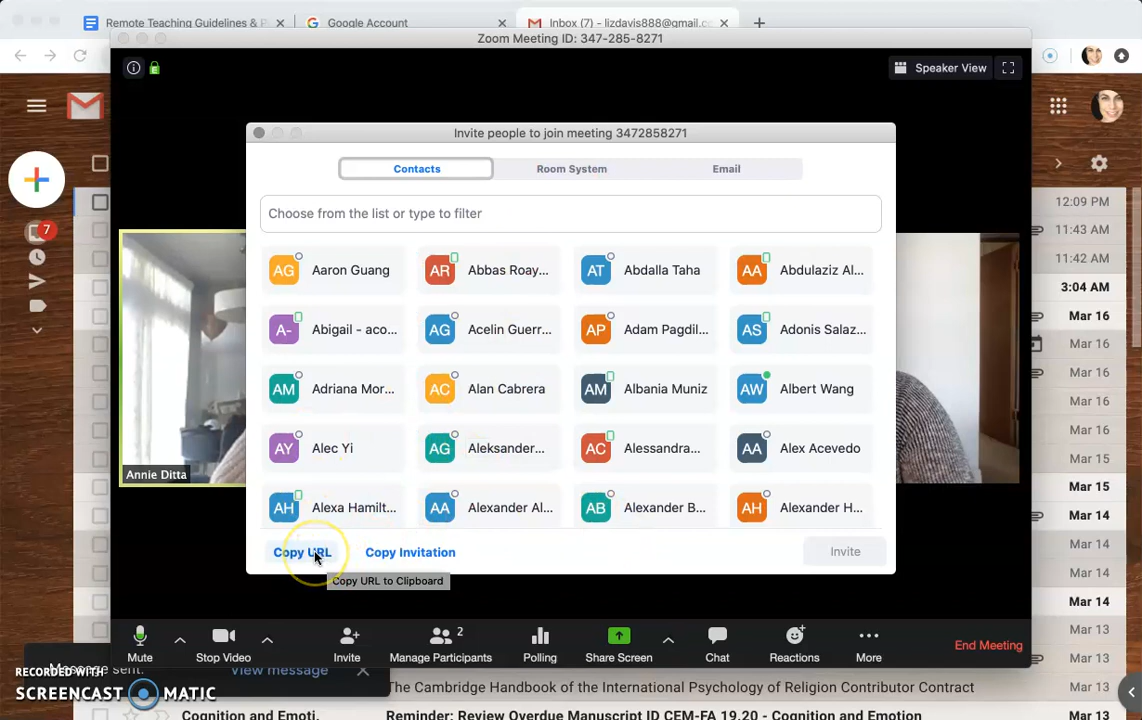 Remote Teaching Guidelines & P
Google Account
Inbox (7) - lizdavis888@gmail.c
Zoom Meeting ID: 347-285-8271
Speaker View
Invite people to join meeting 3472858271
Contacts
Room System
Email
Choose from the list or type to filter
AG Aaron Guang
AR Abbas Roay...
AT Abdalla Taha
AA Abdulaziz Al...
A- Abigail - aco...
AG Acelin Guerr...
AP Adam Pagdil...
AS Adonis Salaz...
AM Adriana Mor...
AC Alan Cabrera
AM Albania Muniz
AW Albert Wang
AY Alec Yi
AG Aleksander...
AC Alessandra...
AA Alex Acevedo
AH Alexa Hamilt...
AA Alexander Al...
AB Alexander B...
AH Alexander H...
Copy URL
Copy Invitation
Invite
Copy URL to Clipboard
Annie Ditta
7
12:09 PM
11:43 AM
11:42 AM
3:04 AM
Mar 16
Mar 16
Mar 16
Mar 16
Mar 16
Mar 15
Mar 15
Mar 14
Mar 14
Mar 14
Mar 14
Mar 13
Mar 13
Mar 13
Mar 13
Mute
Stop Video
Invite
2
Manage Participants
Polling
Share Screen
Chat
Reactions
More
End Meeting
Message sent.
View message
RECORDED WITH
SCREENCAST MATIC
The Cambridge Handbook of the International Psychology of Religion Contributor Contract
Cognition and Emoti.
Reminder: Review Overdue Manuscript ID CEM-FA 19.20 - Cognition and Emotion